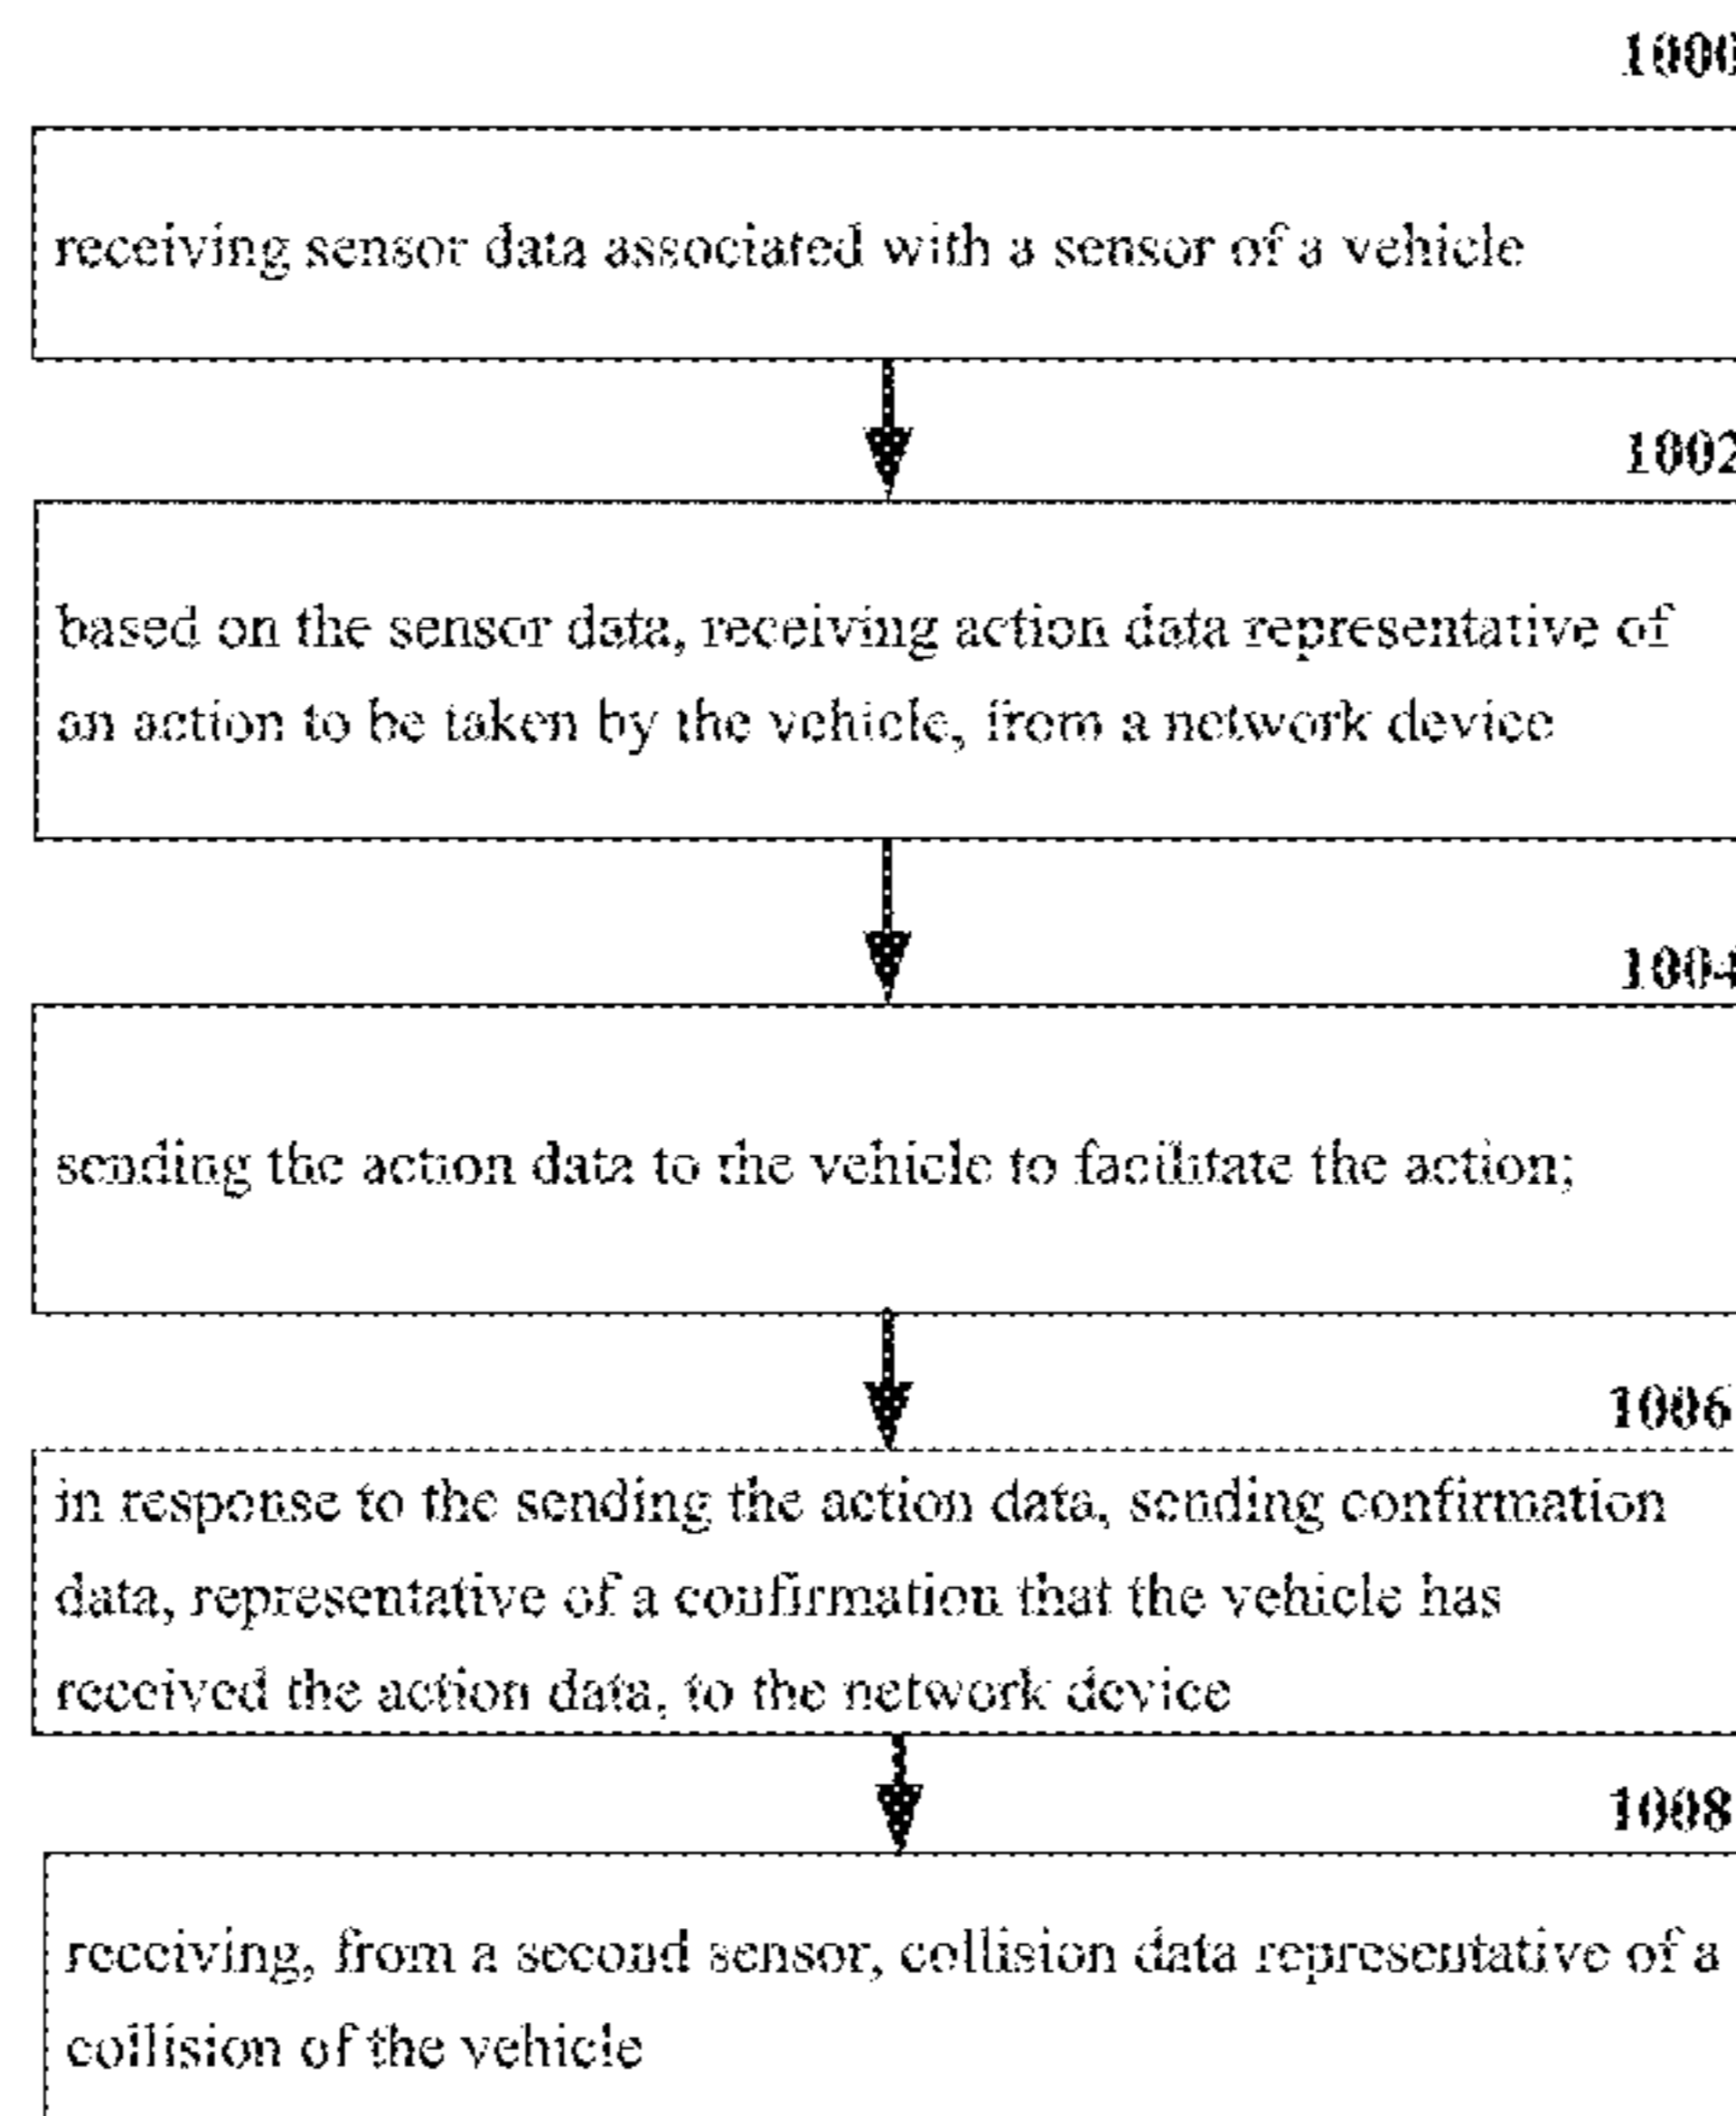 1000
receiving sensor data associated with a sensor of a vehicle
1002
based on the sensor data, receiving action data representative of
an action to be taken by the vehicle, from a network device
1004
sending the action data to the vehicle to facilitate the action;
1006
in response to the sending the action data, sending confirmation
data, representative of a confirmation that the vehicle has
received the action data, to the network device
1008
receiving, from a second sensor, collision data representative of a
collision of the vehicle